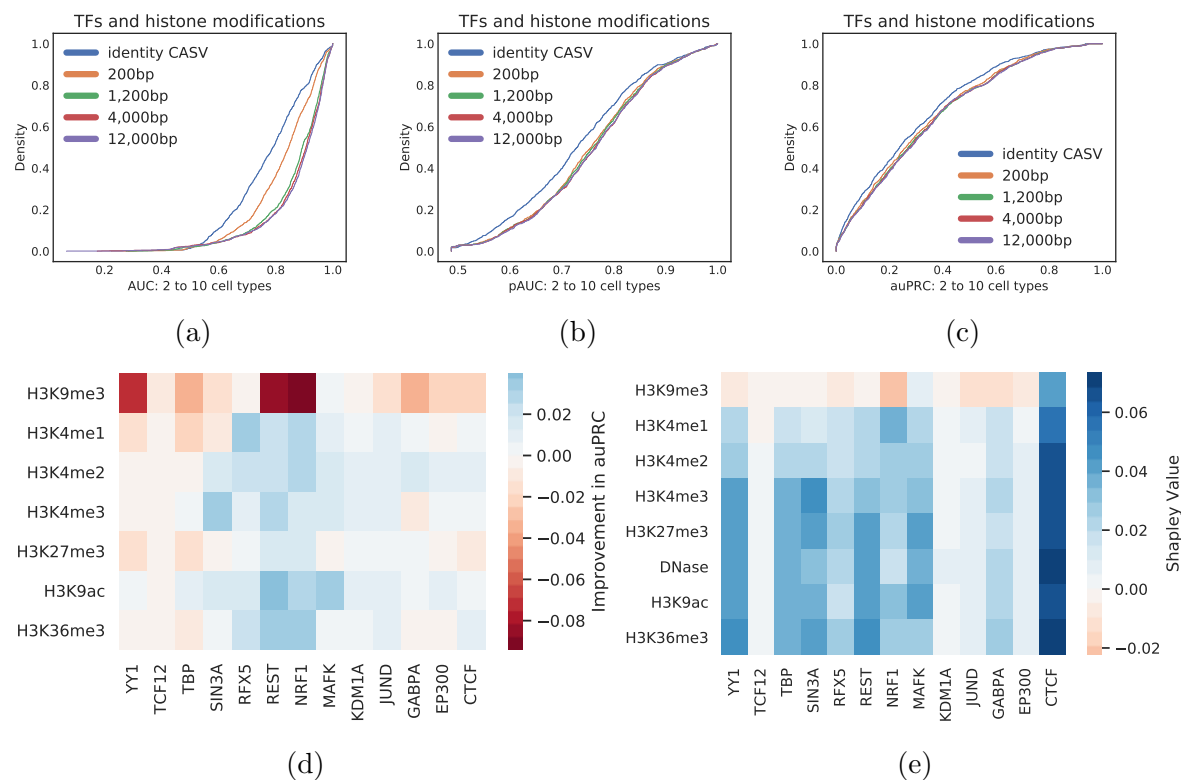 TFs and histone modifications
1.0
0.8
0.6
0.4
0.2
0.0
Density
identity CASV
200bp
1,200bp
4,000bp
12,000bp
0.2 0.4 0.6 0.8 1.0
AUC: 2 to 10 cell types
(a)
TFs and histone modifications
1.0
0.8
0.6
0.4
0.2
0.0
Density
identity CASV
200bp
1,200bp
4,000bp
12,000bp
0.5 0.6 0.7 0.8 0.9 1.0
pAUC: 2 to 10 cell types
(b)
TFs and histone modifications
1.0
0.8
0.6
0.4
0.2
0.0
Density
identity CASV
200bp
1,200bp
4,000bp
12,000bp
0.0 0.2 0.4 0.6 0.8 1.0
auPRC: 2 to 10 cell types
(c)
H3K9me3
H3K4me1
H3K4me2
H3K4me3
H3K27me3
H3K9ac
H3K36me3
YY1 TCF12 TBP SIN3A RFX5 REST NRF1 MAFK KDM1A JUND GABPA EP300 CTCF
0.02
0.00
−0.02
−0.04
−0.06
−0.08
Improvement in auPRC
(d)
H3K9me3
H3K4me1
H3K4me2
H3K4me3
H3K27me3
DNase
H3K9ac
H3K36me3
YY1 TCF12 TBP SIN3A RFX5 REST NRF1 MAFK KDM1A JUND GABPA EP300 CTCF
0.06
0.04
0.02
0.00
−0.02
Shapley Value
(e)